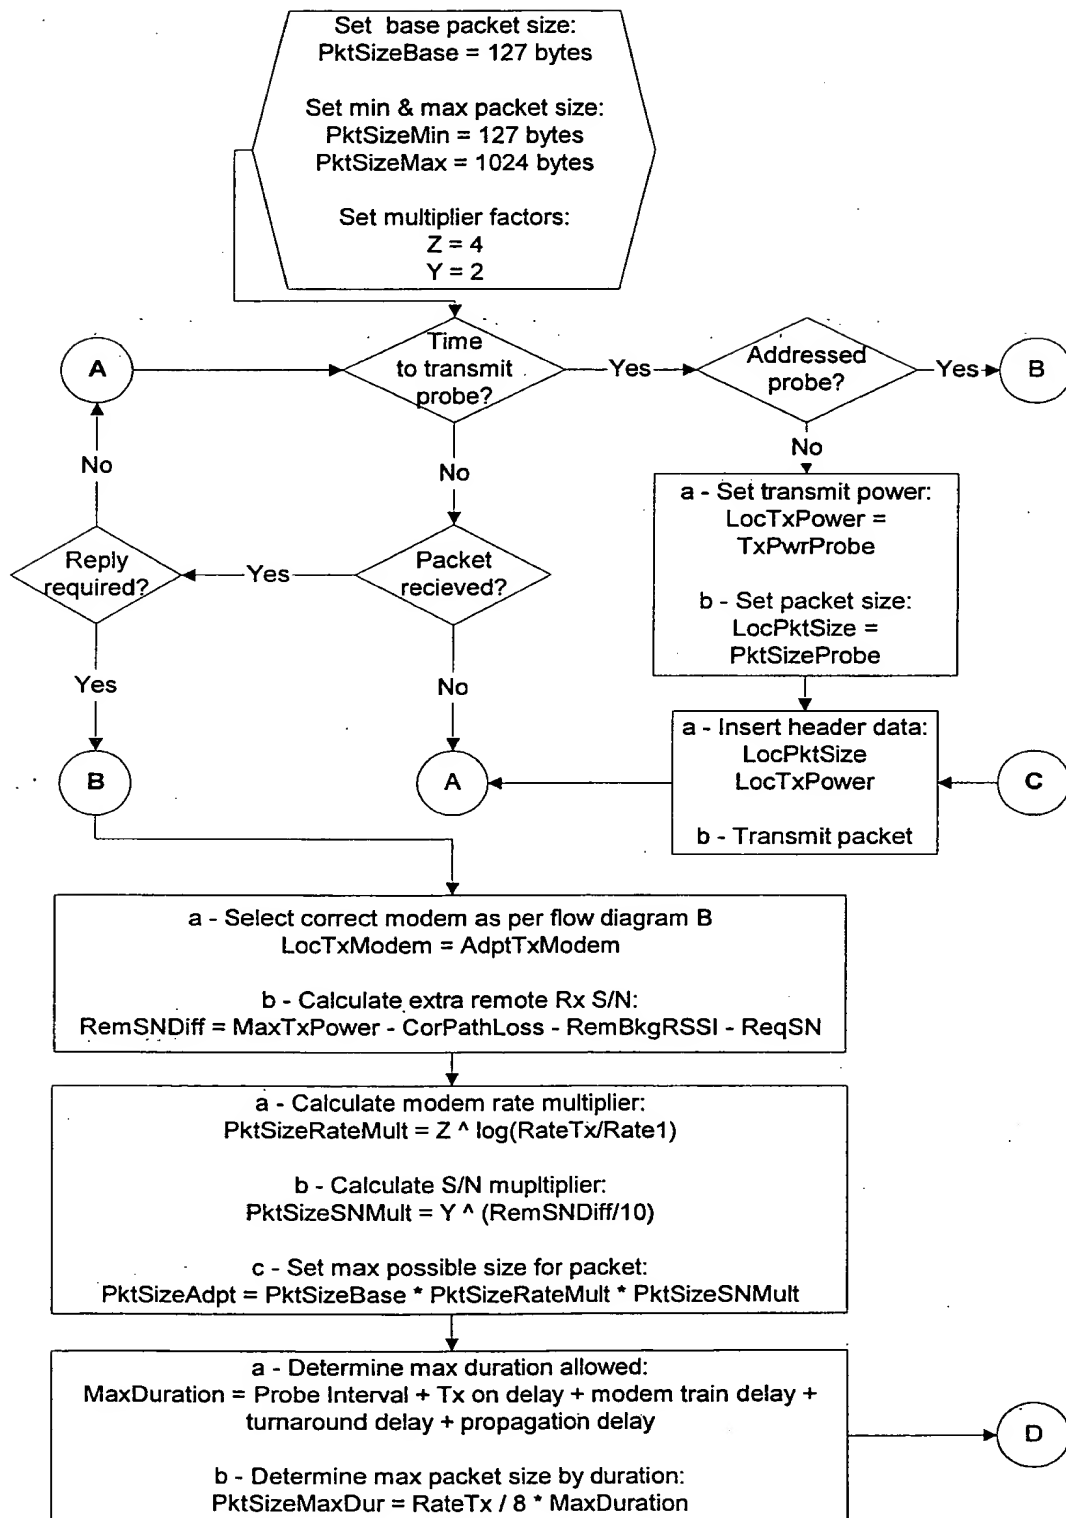 Set base packet size:
PktSizeBase = 127 bytes
Set min & max packet size:
PktSizeMin = 127 bytes
PktSizeMax = 1024 bytes
Set multiplier factors:
Z = 4
Y = 2
A
Time
to transmit
probe?
Yes
Addressed
probe?
Yes
B
No
No
No
a - Set transmit power:
LocTxPower =
TxPwrProbe
b - Set packet size:
LocPktSize =
PktSizeProbe
Reply
required?
Yes
Packet
recieved?
Yes
No
B
A
a - Insert header data:
LocPktSize
LocTxPower
b - Transmit packet
C
a - Select correct modem as per flow diagram B
LocTxModem = AdptTxModem
b - Calculate extra remote Rx S/N:
RemSNDiff = MaxTxPower - CorPathLoss - RemBkgRSSI - ReqSN
a - Calculate modem rate multiplier:
PktSizeRateMult = Z ^ log(RateTx/Rate1)
b - Calculate S/N mupltiplier:
PktSizeSNMult = Y ^ (RemSNDiff/10)
c - Set max possible size for packet:
PktSizeAdpt = PktSizeBase * PktSizeRateMult * PktSizeSNMult
a - Determine max duration allowed:
MaxDuration = Probe Interval + Tx on delay + modem train delay +
turnaround delay + propagation delay
b - Determine max packet size by duration:
PktSizeMaxDur = RateTx / 8 * MaxDuration
D